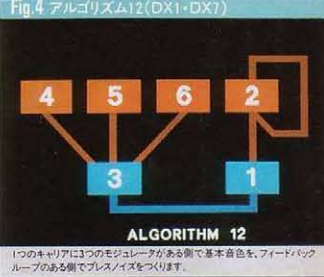 Fig.4 アルゴリズム12(DX1・DX7)
4 5 6 2
3 1
ALGORITHM 12
1つのキャリアに3つのモジュレータがある側で基本音色を、フィードバック
ループのある側でブレスノイズをつくります。